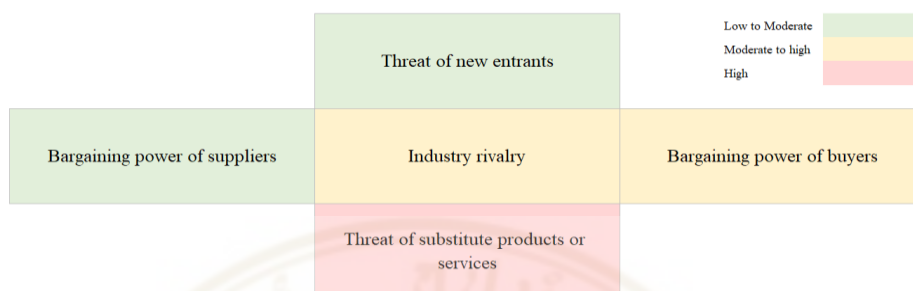 Low to Moderate
Moderate to high
High
Threat of new entrants
Bargaining power of suppliers
Industry rivalry
Bargaining power of buyers
Threat of substitute products or
services